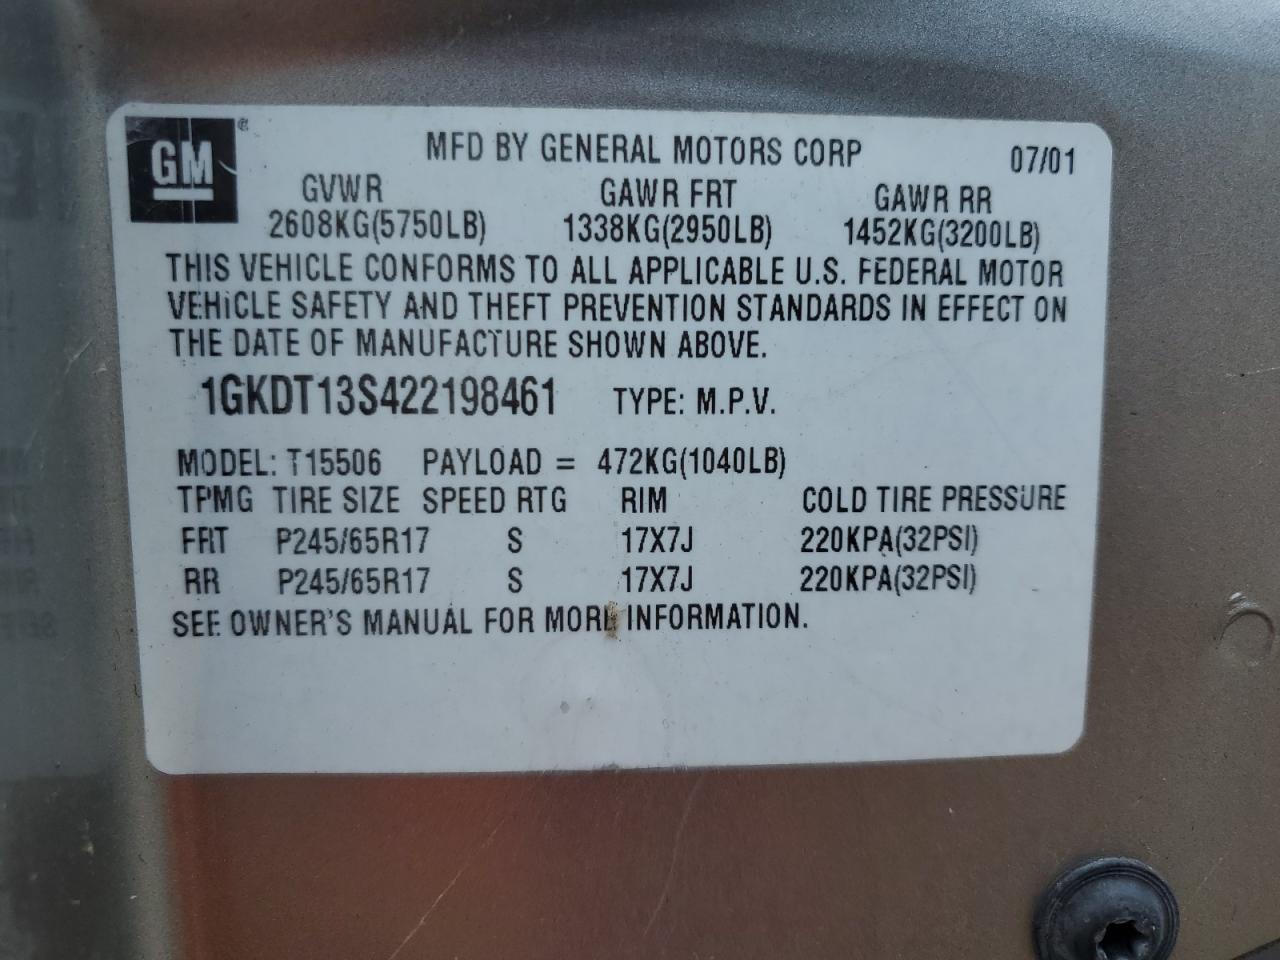 GM ®
MFD BY GENERAL MOTORS CORP 07/01
GVWR GAWR FRT GAWR RR
2608KG(5750LB) 1338KG(2950LB) 1452KG(3200LB)
THIS VEHICLE CONFORMS TO ALL APPLICABLE U.S. FEDERAL MOTOR
VEHICLE SAFETY AND THEFT PREVENTION STANDARDS IN EFFECT ON
THE DATE OF MANUFACTURE SHOWN ABOVE.
1GKDT13S422198461 TYPE: M.P.V.
MODEL: T15506 PAYLOAD = 472KG(1040LB)
TPMG TIRE SIZE SPEED RTG RIM COLD TIRE PRESSURE
FRT P245/65R17 S 17X7J 220KPA(32PSI)
RR P245/65R17 S 17X7J 220KPA(32PSI)
SEE OWNER'S MANUAL FOR MORE INFORMATION.